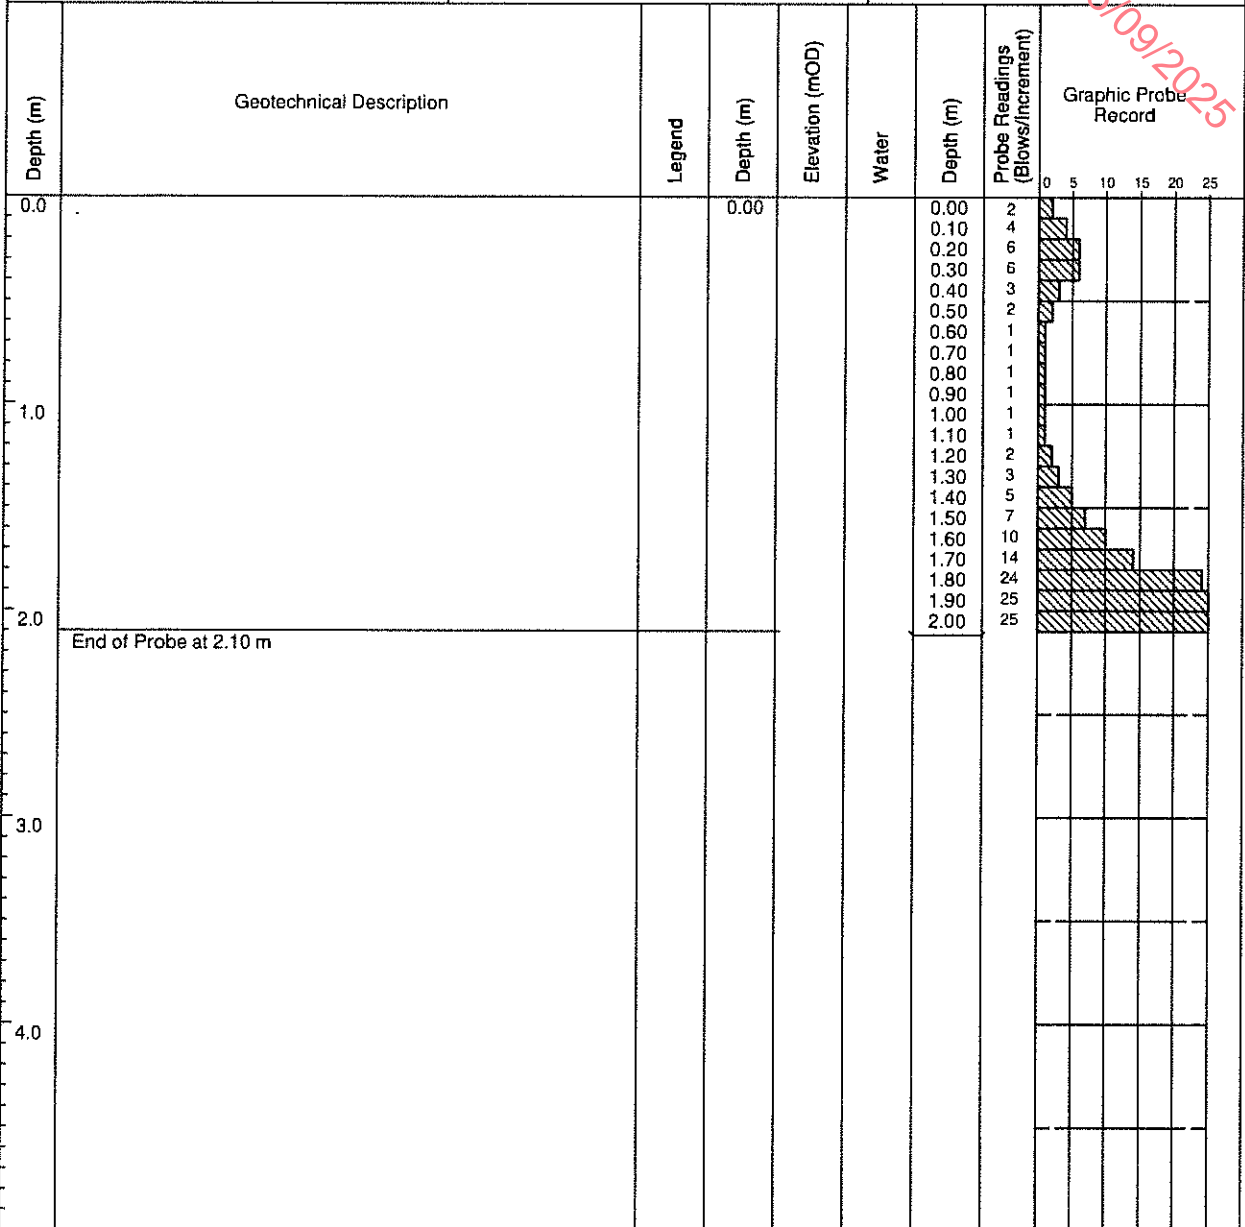 /09/2025
Depth (m)
Geotechnical Description
Legend
Depth (m)
Elevation (mOD)
Water
Depth (m)
Probe Readings
(Blows/Increment)
Graphic Probe
Record
0 5 10 15 20 25
0.0 0.00 0.00 2
0.10 4
0.20 6
0.30 6
0.40 3
0.50 2
0.60 1
0.70 1
0.80 1
0.90 1
1.0 1.00 1
1.10 1
1.20 2
1.30 3
1.40 5
1.50 7
1.60 10
1.70 14
1.80 24
1.90 25
2.0 2.00 25
End of Probe at 2.10 m
3.0
4.0